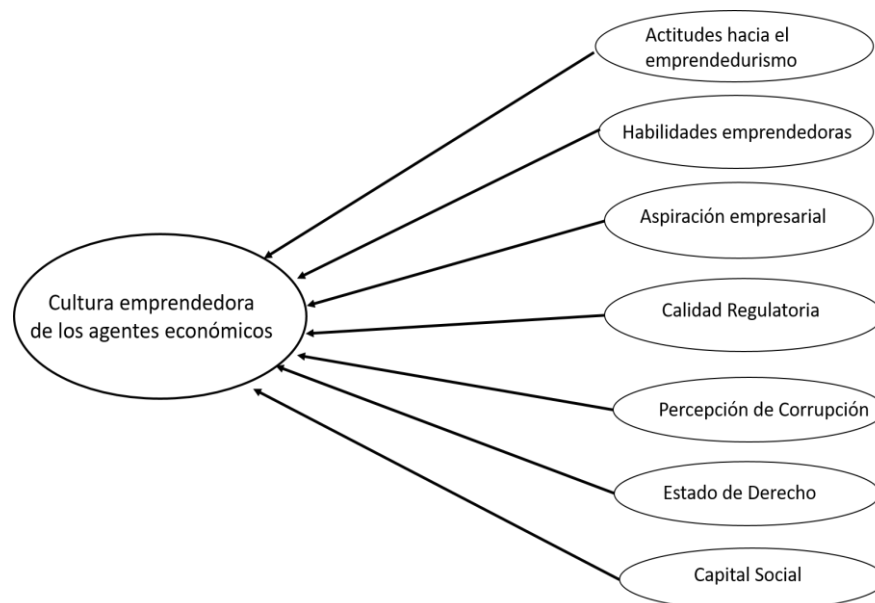 Actitudes hacia el
emprendedurismo
Habilidades emprendedoras
Aspiración empresarial
Cultura emprendedora
de los agentes económicos
Calidad Regulatoria
Percepción de Corrupción
Estado de Derecho
Capital Social